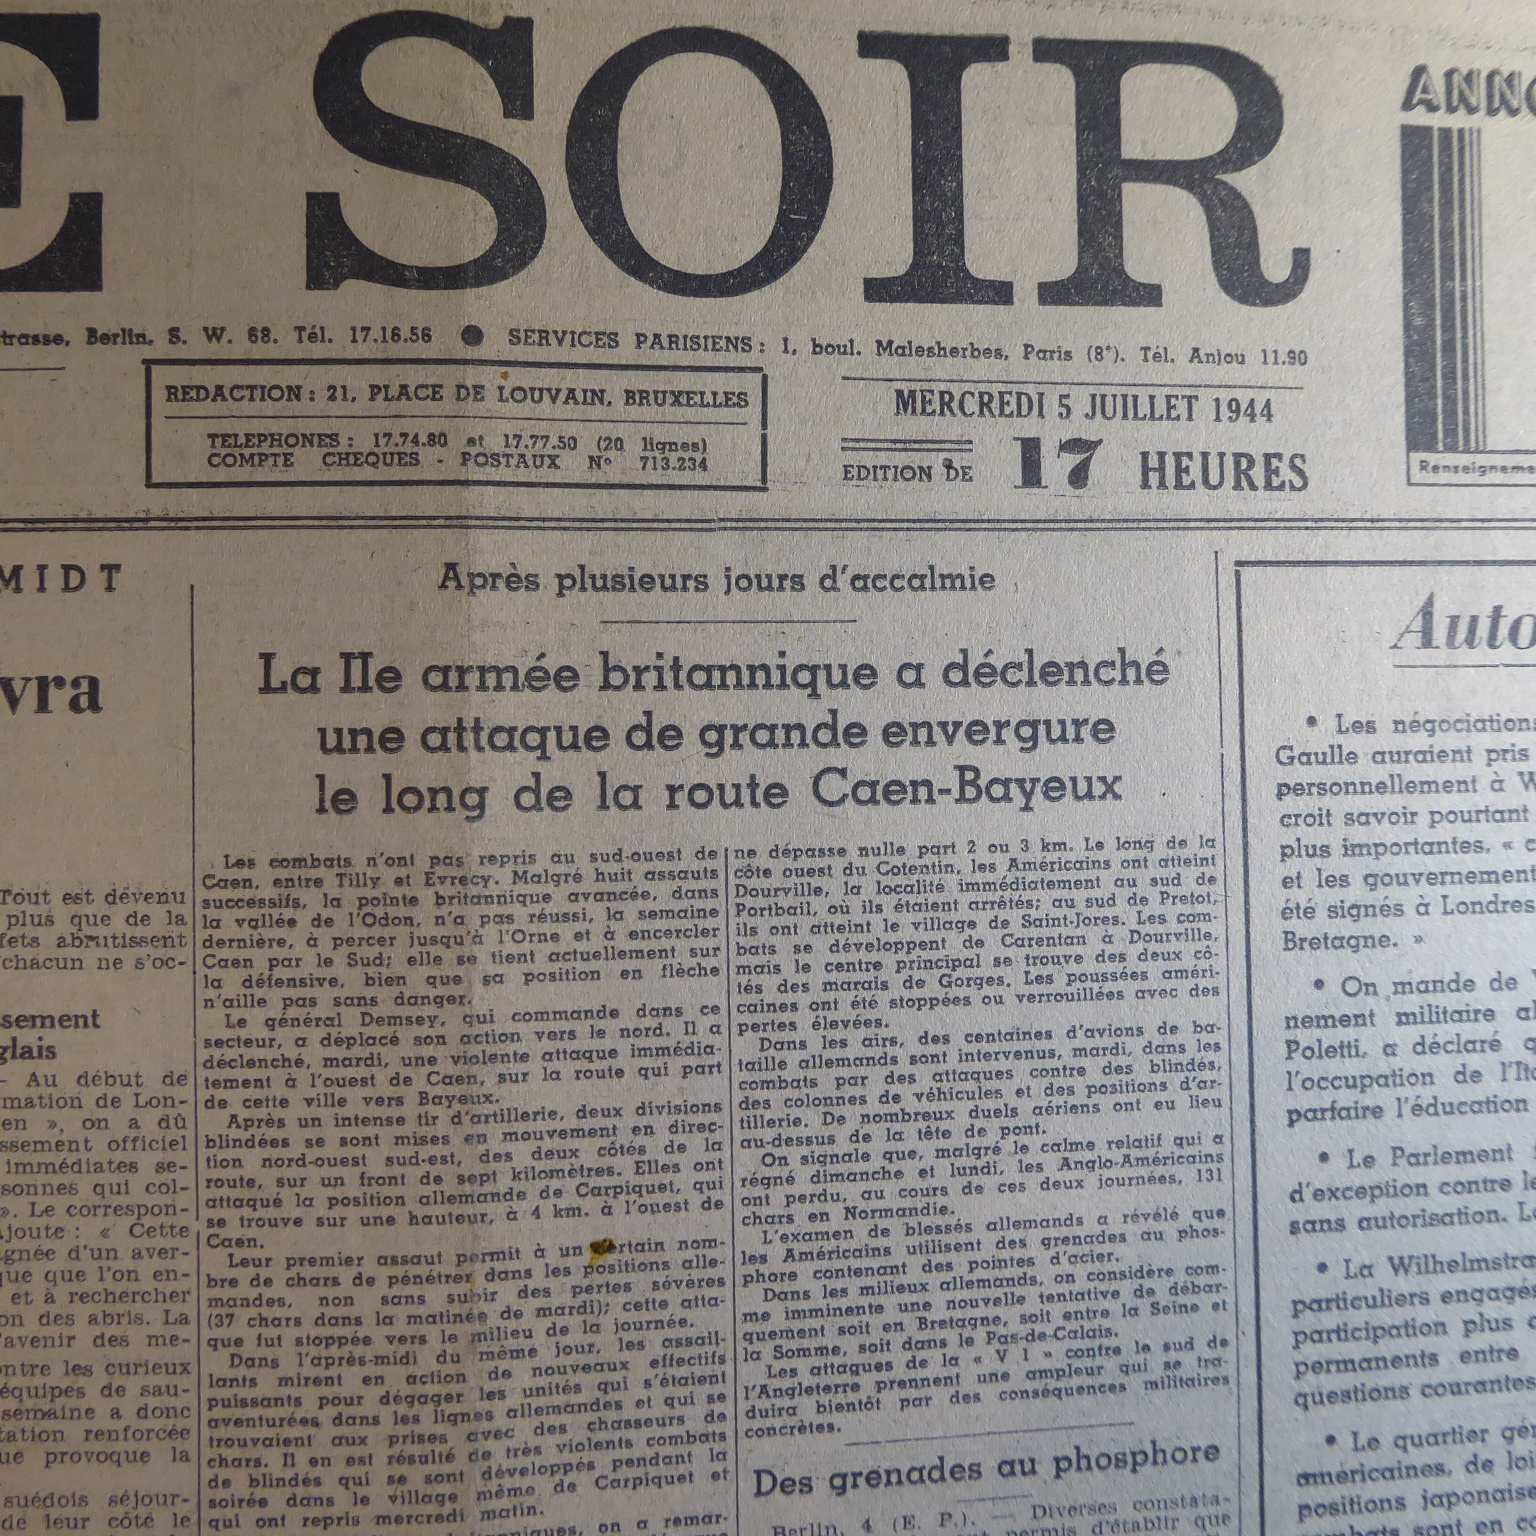 E SOIR
trasse, Berlin, S. W. 68. Tél. 17.16.56 ● SERVICES PARISIENS : 1, boul. Malesherbes, Paris (8e). Tél. Anjou 11.90
REDACTION : 21, PLACE DE LOUVAIN, BRUXELLES
TELEPHONES : 17.74.80 et 17.77.50 (20 lignes)
COMPTE CHEQUES - POSTAUX N° 713.234
MERCREDI 5 JUILLET 1944
EDITION DE 17 HEURES
ANNO
Renseigneme
MIDT
vra
Tout est devenu
plus que de la
fets abrutissent
chacun ne s'oc-
ssement
glais
— Au début de
rmation de Lon-
en », on a dû
ssement officiel
immédiates se-
sonnes qui col-
». Le correspon-
joute : « Cette
gnée d'un aver-
que que l'on en-
et à rechercher
on des abris. La
'avenir des me-
ontre les curieux
équipes de sau-
semaine a donc
tation renforcée
ue provoque la
suédois séjour-
de leur côté le
Après plusieurs jours d'accalmie
La IIe armée britannique a déclenché
une attaque de grande envergure
le long de la route Caen-Bayeux
Les combats n'ont pas repris au sud-ouest de
Caen, entre Tilly et Evrecy. Malgré huit assauts
successifs, la pointe britannique avancée, dans
la vallée de l'Odon, n'a pas réussi, la semaine
dernière, à percer jusqu'à l'Orne et à encercler
Caen par le Sud; elle se tient actuellement sur
la défensive, bien que sa position en flèche
n'aille pas sans danger.
Le général Demsey, qui commande dans ce
secteur, a déplacé son action vers le nord. Il a
déclenché, mardi, une violente attaque immédia-
tement à l'ouest de Caen, sur la route qui part
de cette ville vers Bayeux.
Après un intense tir d'artillerie, deux divisions
blindées se sont mises en mouvement en direc-
tion nord-ouest sud-est, des deux côtés de la
route, sur un front de sept kilomètres. Elles ont
attaqué la position allemande de Carpiquet, qui
se trouve sur une hauteur, à 4 km. à l'ouest de
Caen.
Leur premier assaut permit à un certain nom-
bre de chars de pénétrer dans les positions alle-
mandes, non sans subir des pertes sévères
(37 chars dans la matinée de mardi); cette atta-
que fut stoppée vers le milieu de la journée.
Dans l'après-midi du même jour, les assail-
lants mirent en action de nouveaux effectifs
puissants pour dégager les unités qui s'étaient
aventurées dans les lignes allemandes et qui se
trouvaient aux prises avec des chasseurs de
chars. Il en est résulté de très violents combats
de blindés qui se sont développés pendant la
soirée dans le village même de Carpiquet et
qui ont repris mercredi matin.
on a remar-
ne dépasse nulle part 2 ou 3 km. Le long de la
côte ouest du Cotentin, les Américains ont atteint
Dourville, la localité immédiatement au sud de
Portbail, où ils étaient arrêtés; au sud de Pretot,
ils ont atteint le village de Saint-Jores. Les com-
bats se développent de Carentan à Dourville,
mais le centre principal se trouve des deux cô-
tés des marais de Gorges. Les poussées améri-
caines ont été stoppées ou verrouillées avec des
pertes élevées.
Dans les airs, des centaines d'avions de ba-
taille allemands sont intervenus, mardi, dans les
combats par des attaques contre des blindés,
des colonnes de véhicules et des positions d'ar-
tillerie. De nombreux duels aériens ont eu lieu
au-dessus de la tête de pont.
On signale que, malgré le calme relatif qui a
régné dimanche et lundi, les Anglo-Américains
ont perdu, au cours de ces deux journées, 131
chars en Normandie.
L'examen de blessés allemands a révélé que
les Américains utilisent des grenades au phos-
phore contenant des pointes d'acier.
Dans les milieux allemands, on considère com-
me imminente une nouvelle tentative de débar-
quement soit en Bretagne, soit entre la Seine et
la Somme, soit dans le Pas-de-Calais.
Les attaques de la « V 1 » contre le sud de
l'Angleterre prennent une ampleur qui se tra-
duira bientôt par des conséquences militaires
concrètes.
Des grenades au phosphore
Berlin, 4 (E. P.). — Diverses constata-
permis d'établir que
Auto
• Les négociations
Gaulle auraient pris
personnellement à W
croit savoir pourtant
plus importantes, « c
et les gouvernement
été signés à Londres
Bretagne. »
• On mande de W
nement militaire al
Poletti, a déclaré q
l'occupation de l'Ita
parfaire l'éducation
• Le Parlement
d'exception contre le
sans autorisation. L
• La Wilhelmstra
particuliers engagés
participation plus
permanents entre
questions courantes
• Le quartier gén
américaines, de loi
positions japonaise
sont en co